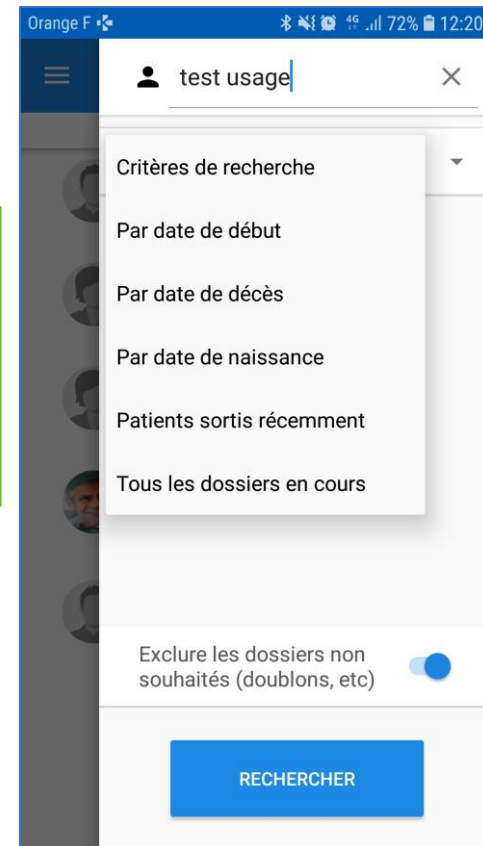 Orange F 4G 72% 12:20
test usage
Critères de recherche
Par date de début
Par date de décès
Par date de naissance
Patients sortis récemment
Tous les dossiers en cours
Exclure les dossiers non
souhaités (doublons, etc)
RECHERCHER